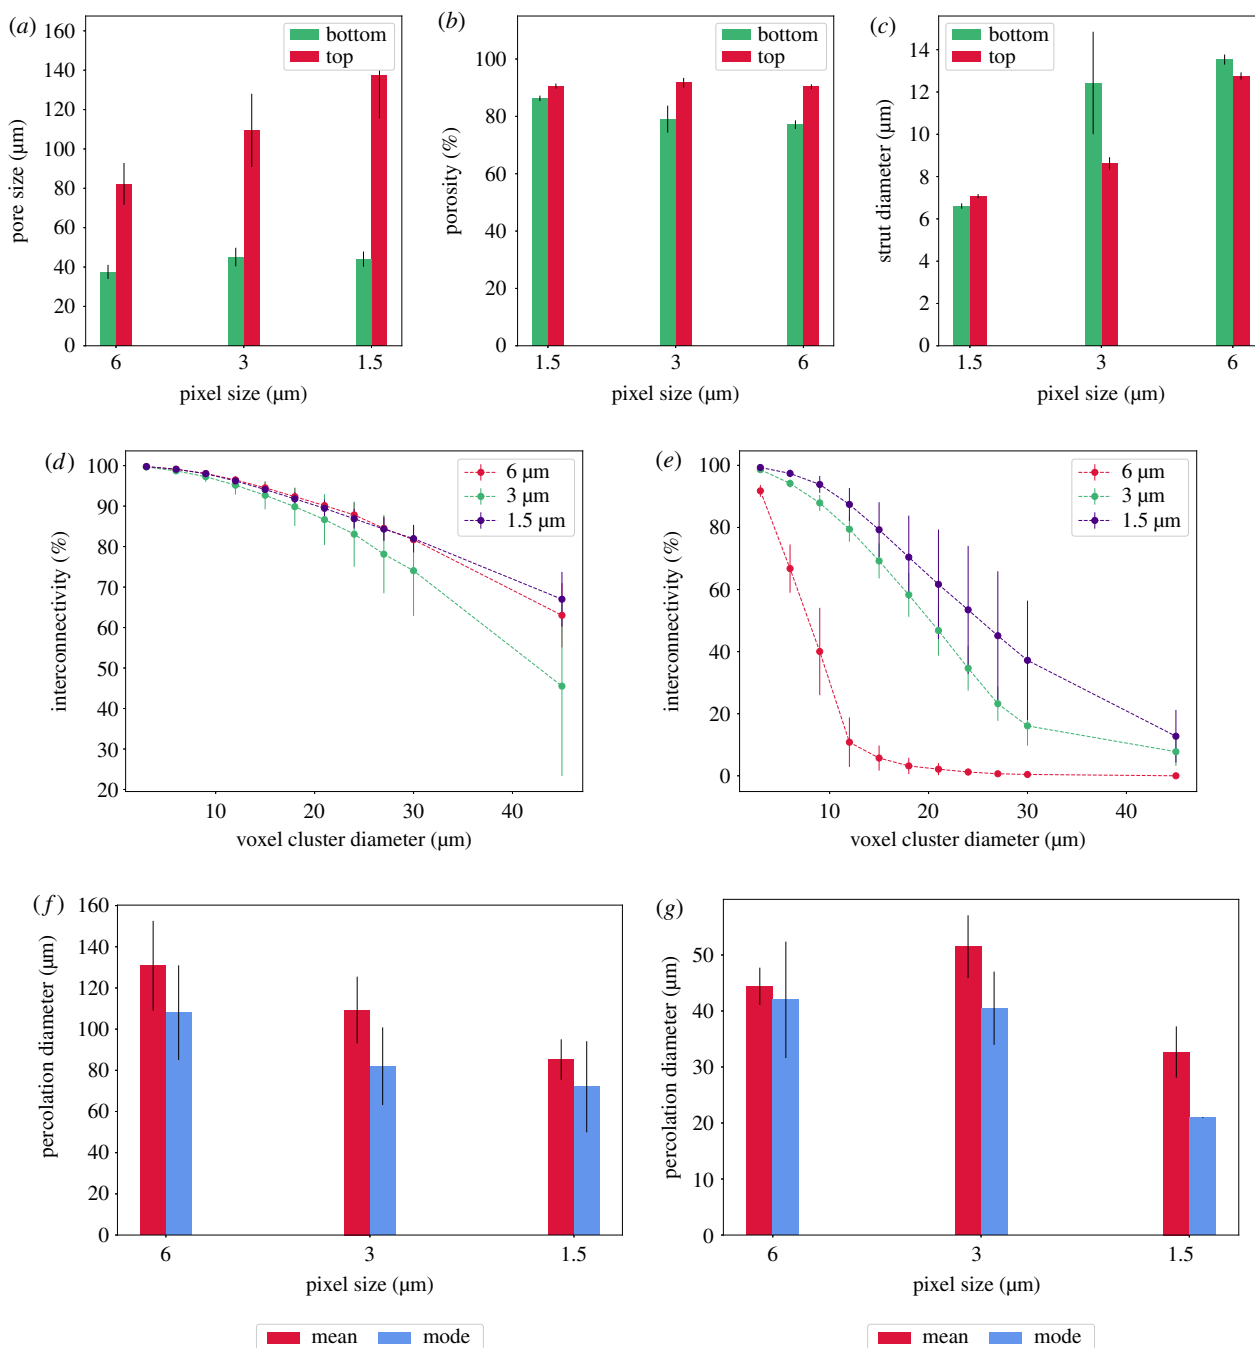 (a)
160
140
120
100
80
60
40
20
0
pore size (µm)
bottom
top
6 3 1.5
pixel size (µm)
(b)
100
80
60
40
20
0
porosity (%)
bottom
top
1.5 3 6
pixel size (µm)
(c)
14
12
10
8
6
4
2
0
strut diameter (µm)
bottom
top
1.5 3 6
pixel size (µm)
(d)
100
90
80
70
60
50
40
30
20
interconnectivity (%)
6 µm
3 µm
1.5 µm
10 20 30 40
voxel cluster diameter (µm)
(e)
100
80
60
40
20
0
interconnectivity (%)
6 µm
3 µm
1.5 µm
10 20 30 40
voxel cluster diameter (µm)
(f)
160
140
120
100
80
60
40
20
0
percolation diameter (µm)
6 3 1.5
pixel size (µm)
mean mode
(g)
50
40
30
20
10
0
percolation diameter (µm)
6 3 1.5
pixel size (µm)
mean mode